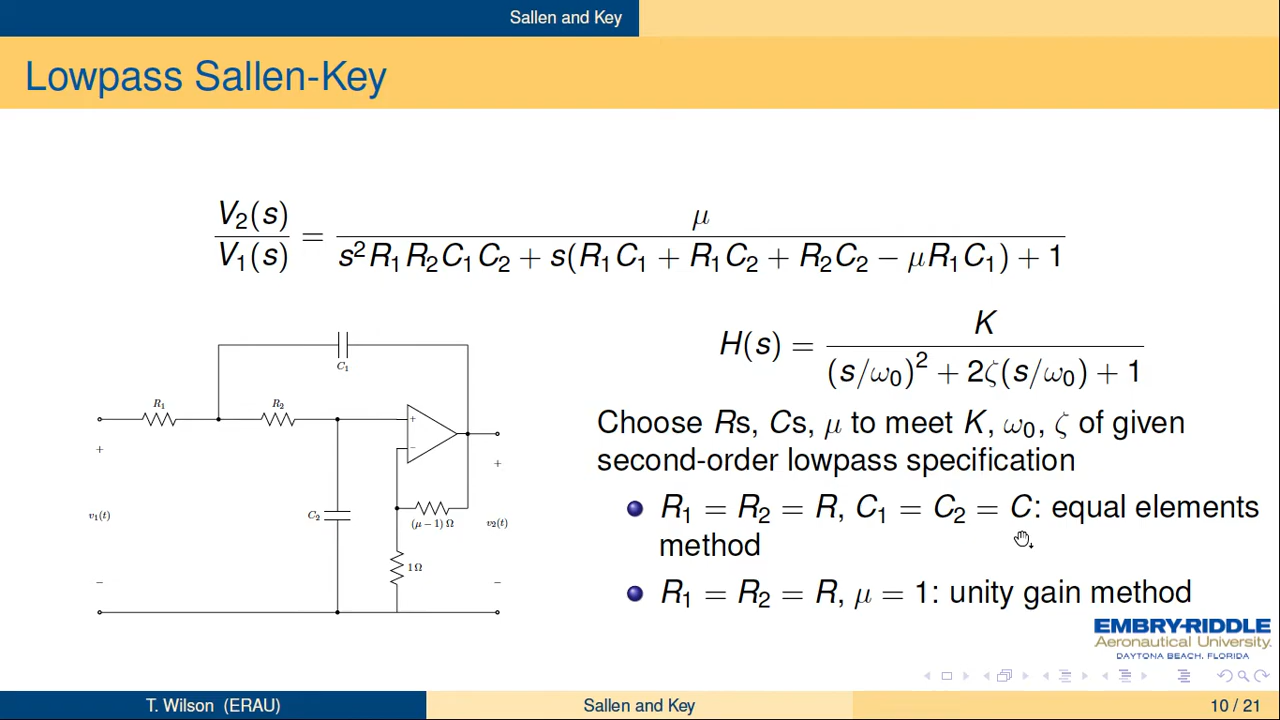 Sallen and Key
Lowpass Sallen-Key
V₂(s)/V₁(s) = μ/(s²R₁R₂C₁C₂ + s(R₁C₁ + R₁C₂ + R₂C₂ − μR₁C₁) + 1)
H(s) = K/((s/ω₀)² + 2ζ(s/ω₀) + 1)
C₁
R₁
R₂
+
−
+
+
v₁(t)
C₂
(μ − 1) Ω
v₂(t)
1 Ω
−
−
Choose Rs, Cs, μ to meet K, ω₀, ζ of given
second-order lowpass specification
R₁ = R₂ = R, C₁ = C₂ = C: equal elements
method
R₁ = R₂ = R, μ = 1: unity gain method
EMBRY-RIDDLE
Aeronautical University.
DAYTONA BEACH, FLORIDA
T. Wilson (ERAU)
Sallen and Key
10 / 21